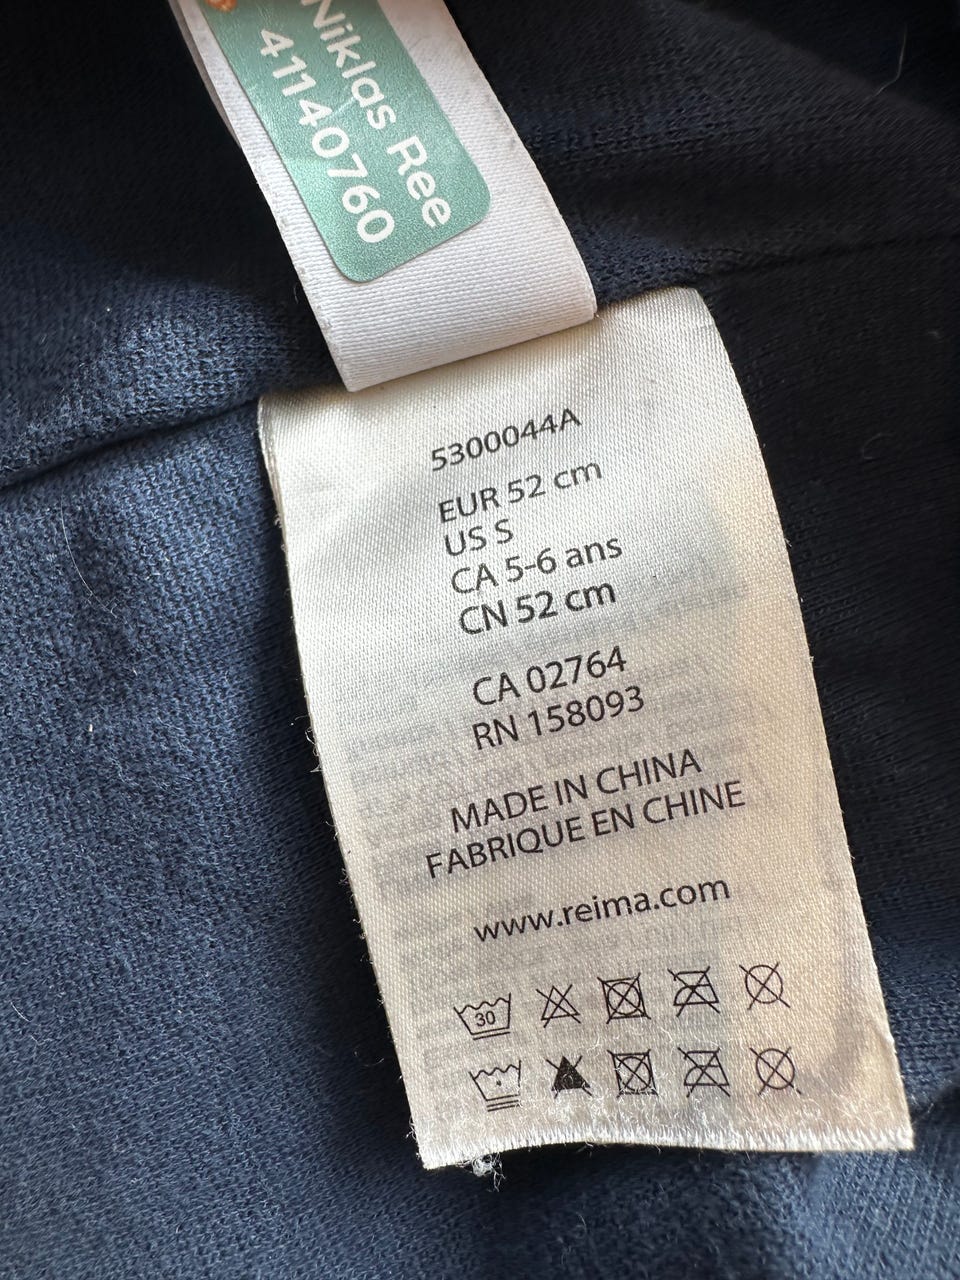 Niklas Ree
41140760
5300044A
EUR 52 cm
US S
CA 5-6 ans
CN 52 cm
CA 02764
RN 158093
MADE IN CHINA
FABRIQUE EN CHINE
www.reima.com
30